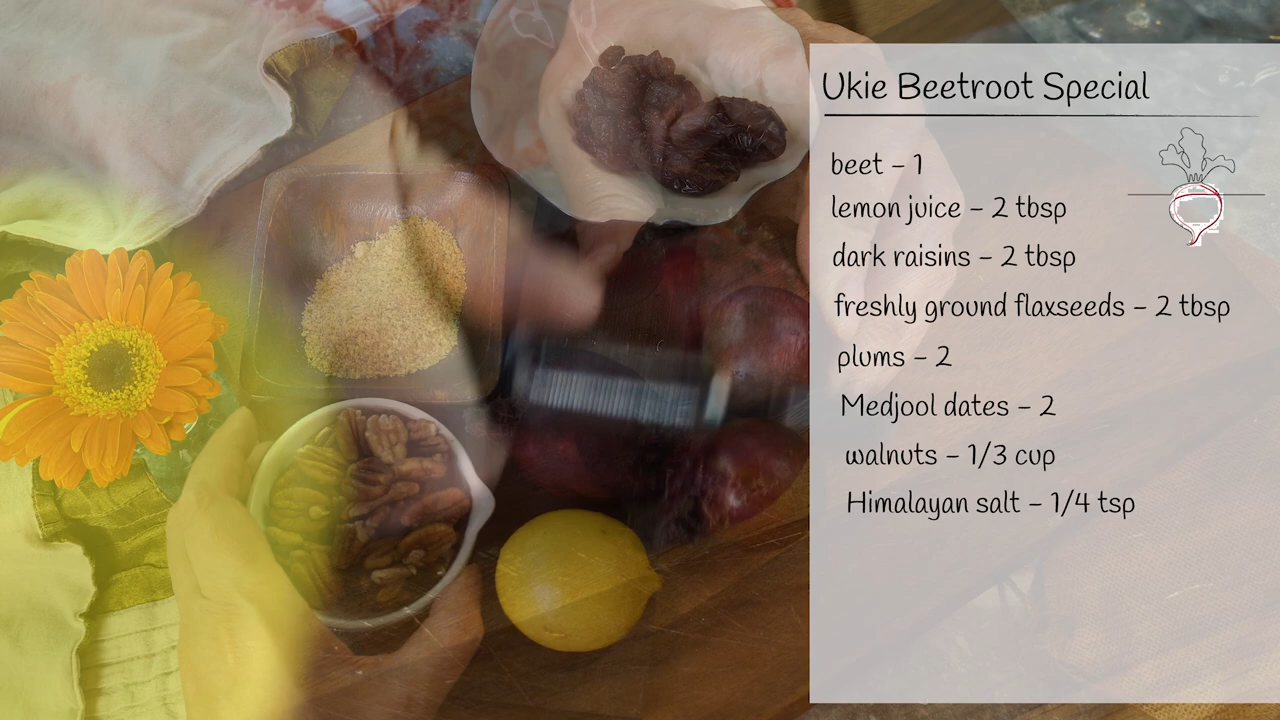 Ukie Beetroot Special
beet – 1
lemon juice – 2 tbsp
dark raisins – 2 tbsp
freshly ground flaxseeds – 2 tbsp
plums – 2
Medjool dates – 2
walnuts – 1/3 cup
Himalayan salt – 1/4 tsp